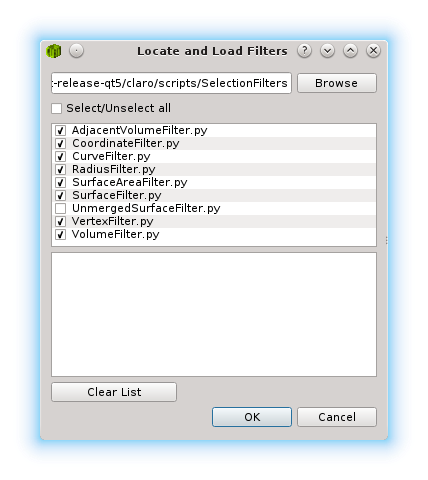 Locate and Load Filters
?
:-release-qt5/claro/scripts/SelectionFilters
Browse
Select/Unselect all
AdjacentVolumeFilter.py
CoordinateFilter.py
CurveFilter.py
RadiusFilter.py
SurfaceAreaFilter.py
SurfaceFilter.py
UnmergedSurfaceFilter.py
VertexFilter.py
VolumeFilter.py
Clear List
OK
Cancel